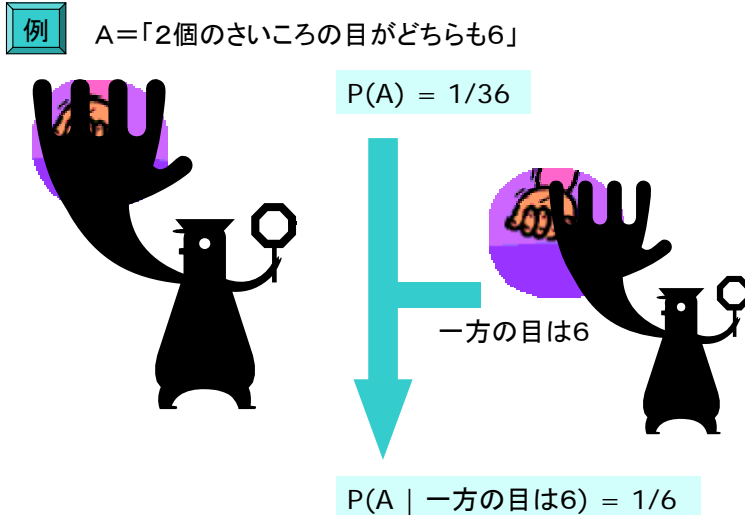 例
A＝「2個のさいころの目がどちらも6」
P(A) = 1/36
一方の目は6
P(A | 一方の目は6) = 1/6